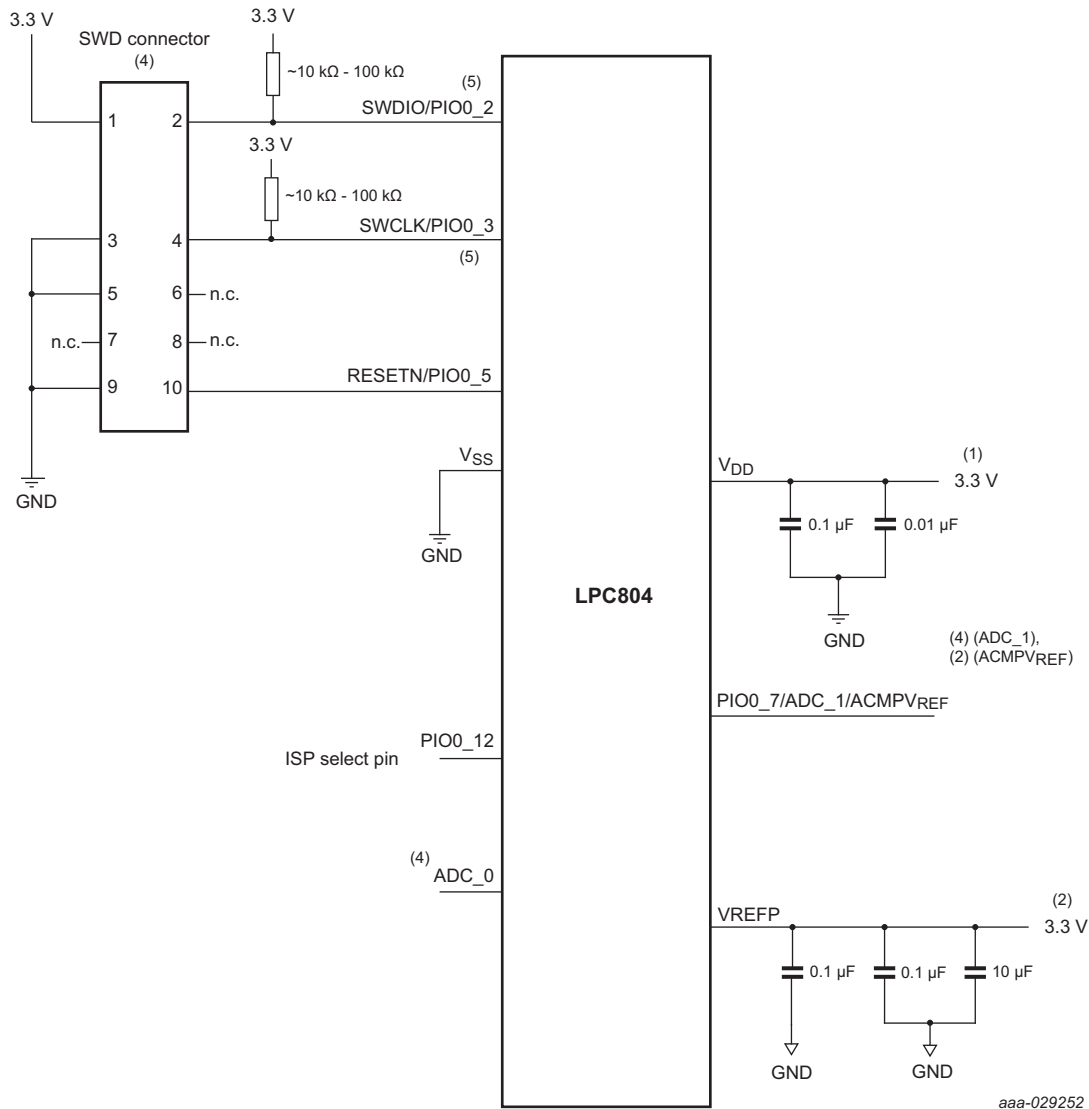 3.3 V
SWD connector
(4)
3.3 V
~10 kΩ - 100 kΩ
(5)
1 2 SWDIO/PIO0_2
3.3 V
~10 kΩ - 100 kΩ
3 4 SWCLK/PIO0_3
(5)
5 6 n.c.
n.c. 7 8 n.c.
9 10 RESETN/PIO0_5
GND
VSS
GND
LPC804
VDD
(1)
3.3 V
0.1 µF
0.01 µF
GND
(4) (ADC_1),
(2) (ACMPVREF)
PIO0_7/ADC_1/ACMPVREF
ISP select pin
PIO0_12
(4)
ADC_0
VREFP
(2)
3.3 V
0.1 µF
0.1 µF
10 µF
GND
GND
aaa-029252